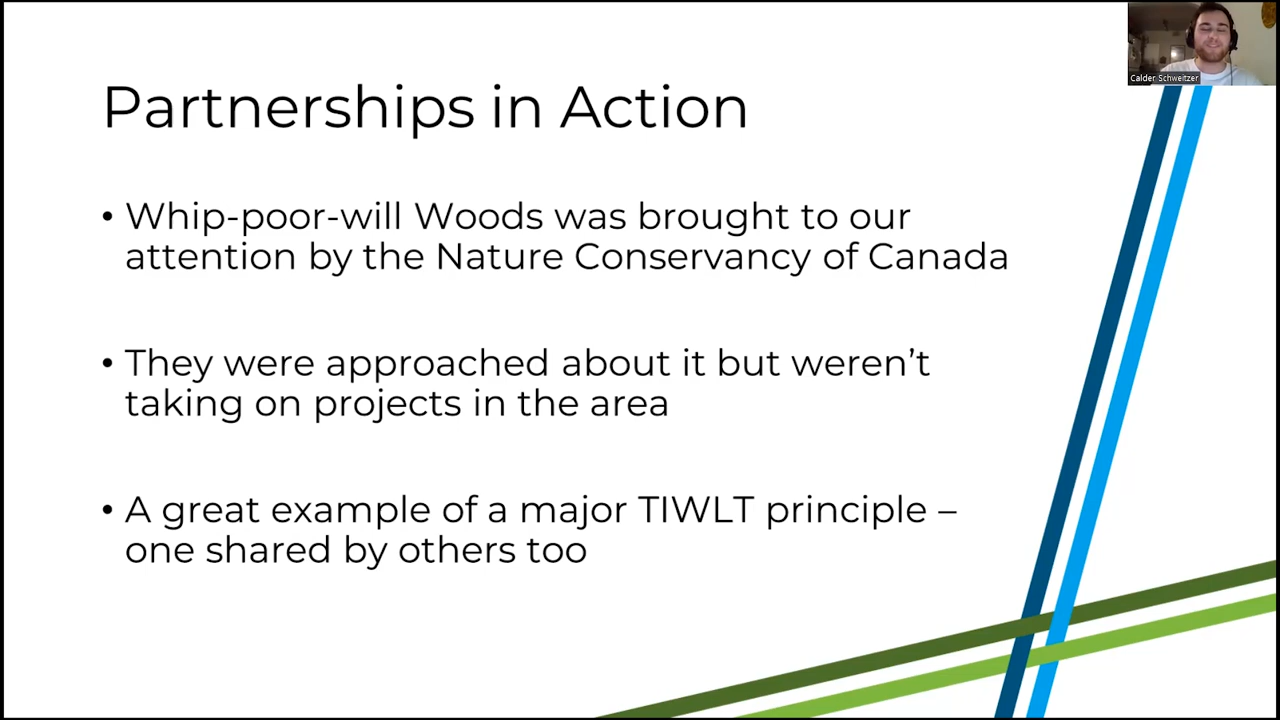 Calder Schweitzer
Partnerships in Action
• Whip-poor-will Woods was brought to our
attention by the Nature Conservancy of Canada
• They were approached about it but weren’t
taking on projects in the area
• A great example of a major TIWLT principle –
one shared by others too